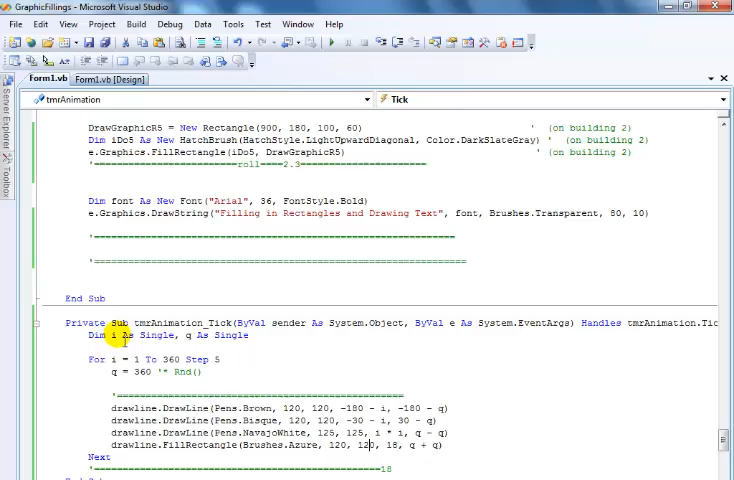 GraphicFillings - Microsoft Visual Studio
File Edit View Project Build Debug Data Tools Test Window Help
Form1.vb Form1.vb [Design]
Server Explorer
Toolbox
tmrAnimation Tick
DrawGraphicR5 = New Rectangle(900, 180, 100, 60) ' (on building 2)
Dim iDo5 As New HatchBrush(HatchStyle.LightUpwardDiagonal, Color.DarkSlateGray) ' (on building 2)
e.Graphics.FillRectangle(iDo5, DrawGraphicR5) ' (on building 2)
'========================roll====2.3=====================
Dim font As New Font("Arial", 36, FontStyle.Bold)
e.Graphics.DrawString("Filling in Rectangles and Drawing Text", font, Brushes.Transparent, 80, 10)
'============================================================
'==============================================================
End Sub
Private Sub tmrAnimation_Tick(ByVal sender As System.Object, ByVal e As System.EventArgs) Handles tmrAnimation.Tic
Dim i As Single, q As Single
For i = 1 To 360 Step 5
q = 360 '* Rnd()
'================================================
drawline.DrawLine(Pens.Brown, 120, 120, -180 - i, -180 - q)
drawline.DrawLine(Pens.Bisque, 120, 120, -30 - i, 30 - q)
drawline.DrawLine(Pens.NavajoWhite, 125, 125, i * i, q - q)
drawline.FillRectangle(Brushes.Azure, 120, 120, 18, q + q)
Next
'================================================18
End Sub